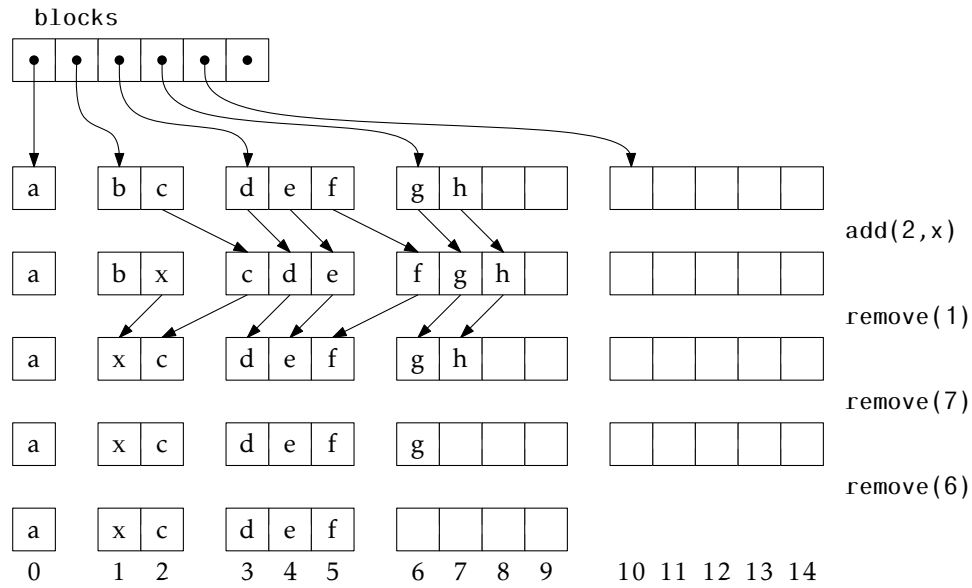 blocks
a b c d e f g h
add(2,x)
a b x c d e f g h
remove(1)
a x c d e f g h
remove(7)
a x c d e f g
remove(6)
a x c d e f
0 1 2 3 4 5 6 7 8 9 10 11 12 13 14